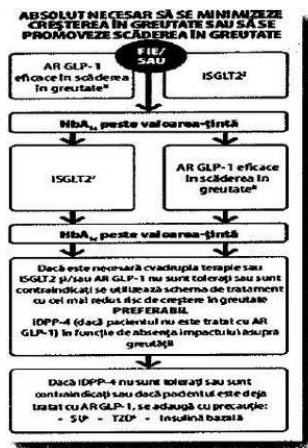 ABSOLUT NECESAR SĂ SE MINIMIZEZE
CREȘTEREA ÎN GREUTATE SAU SĂ SE
PROMOVEZE SCĂDEREA ÎN GREUTATE
FIE/
SAU
AR GLP-1
eficace în scăderea
în greutate
ISGLT2
HbA1c peste valoarea-țintă
ISGLT2
AR GLP-1 eficace
în scăderea în
greutate
HbA1c peste valoarea-țintă
Dacă este necesară cvadrupla terapie sau
ISGLT2 și/sau AR GLP-1 nu sunt tolerați sau sunt
contraindicați se utilizează schema de tratament
cu cel mai redus risc de creștere în greutate
PREFERABIL
IDPP-4 (dacă pacientul nu este tratat cu AR
GLP-1) în funcție de absența impactului asupra
greutății
Dacă IDPP-4 nu sunt tolerați sau sunt
contraindicați sau dacă pacientul este deja
tratat cu AR GLP-1, se adaugă cu precauție:
- SU - TZD - Insulină bazală